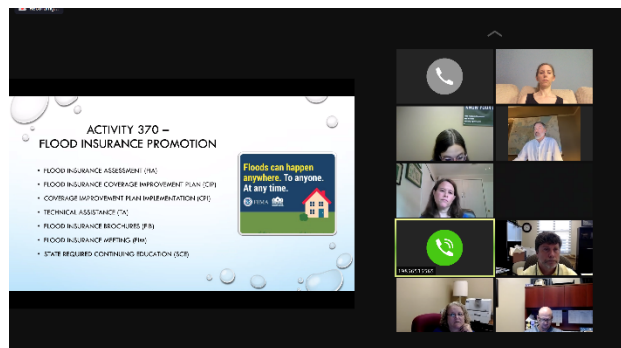 Recording...
ACTIVITY 370 –
FLOOD INSURANCE PROMOTION
• FLOOD INSURANCE ASSESSMENT (FIA)
• FLOOD INSURANCE COVERAGE IMPROVEMENT PLAN (CIP)
• COVERAGE IMPROVEMENT PLAN IMPLEMENTATION (CPI)
• TECHNICAL ASSISTANCE (TA)
• FLOOD INSURANCE BROCHURES (FIB)
• FLOOD INSURANCE MEETING (FIM)
• STATE REQUIRED CONTINUING EDUCATION (SCE)
Floods can happen
anywhere. To anyone.
At any time.
FEMA